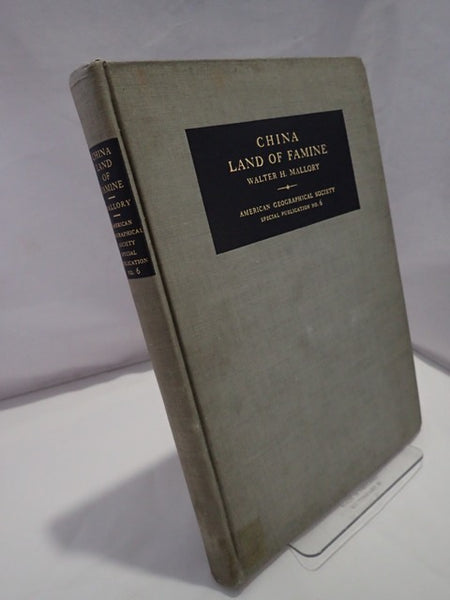 CHINA
LAND OF FAMINE
WALTER H. MALLORY
AMERICAN GEOGRAPHICAL SOCIETY
SPECIAL PUBLICATION NO. 6
CHINA
LAND
OF
FAMINE
MALLORY
AMERICAN
GEOGRAPHICAL
SOCIETY
SPECIAL
PUBLICATION
NO. 6